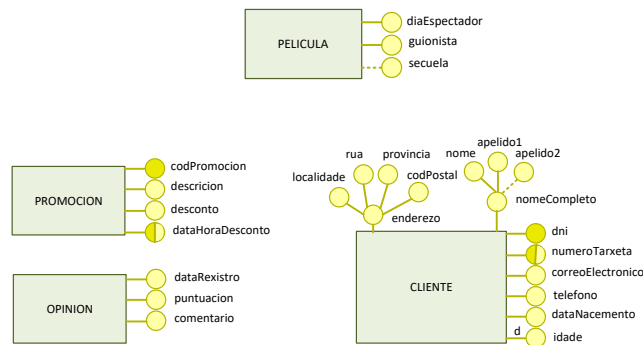 diaEspectador
PELICULA
guionista
secuela
codPromocion
PROMOCION
descricion
desconto
dataHoraDesconto
OPINION
dataRexistro
puntuacion
comentario
localidade
rua
provincia
codPostal
enderezo
nome
apelido1
apelido2
nomeCompleto
CLIENTE
dni
numeroTarxeta
correoElectronico
telefono
dataNacemento
d
idade